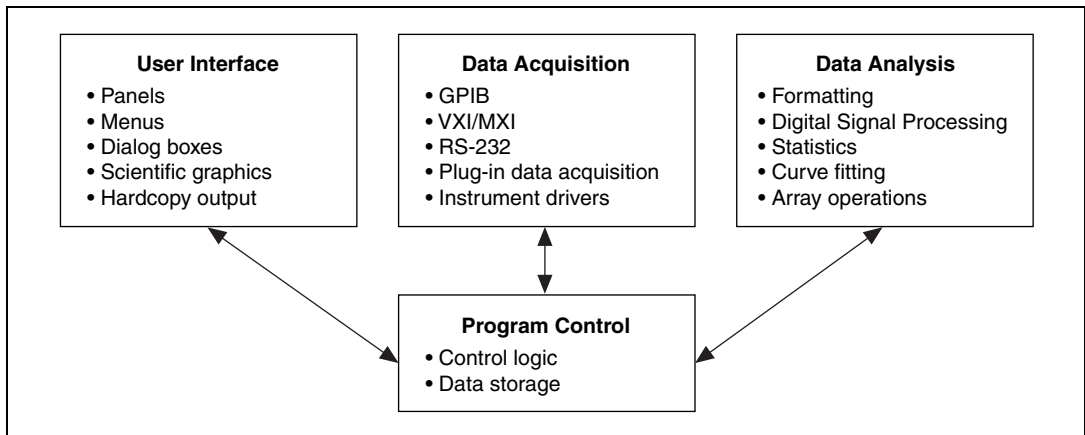 User Interface
• Panels
• Menus
• Dialog boxes
• Scientific graphics
• Hardcopy output
Data Acquisition
• GPIB
• VXI/MXI
• RS-232
• Plug-in data acquisition
• Instrument drivers
Data Analysis
• Formatting
• Digital Signal Processing
• Statistics
• Curve fitting
• Array operations
Program Control
• Control logic
• Data storage